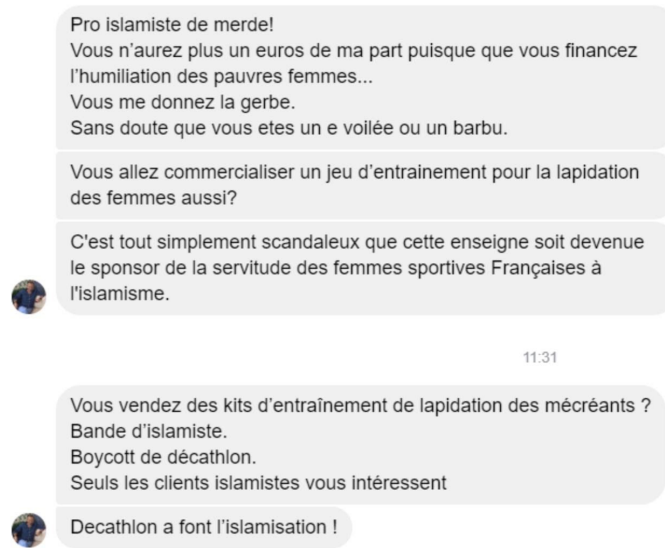 Pro islamiste de merde!
Vous n’aurez plus un euros de ma part puisque que vous financez
l’humiliation des pauvres femmes...
Vous me donnez la gerbe.
Sans doute que vous etes un e voilée ou un barbu.
Vous allez commercialiser un jeu d’entrainement pour la lapidation
des femmes aussi?
C'est tout simplement scandaleux que cette enseigne soit devenue
le sponsor de la servitude des femmes sportives Françaises à
l'islamisme.
11:31
Vous vendez des kits d’entraînement de lapidation des mécréants ?
Bande d’islamiste.
Boycott de décathlon.
Seuls les clients islamistes vous intéressent
Decathlon a font l’islamisation !